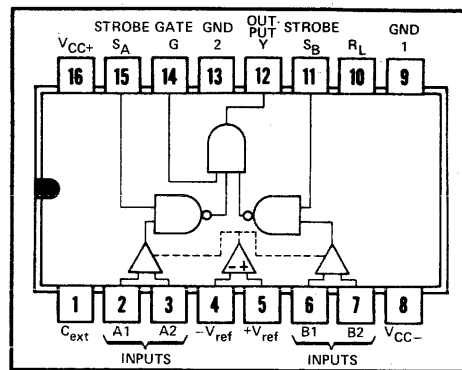 STROBE GATE GND OUT- STROBE GND
VCC+ SA G 2 PUT Y SB RL 1
16 15 14 13 12 11 10 9
- +
1 2 3 4 5 6 7 8
Cext A1 A2 -Vref +Vref B1 B2 VCC-
INPUTS INPUTS